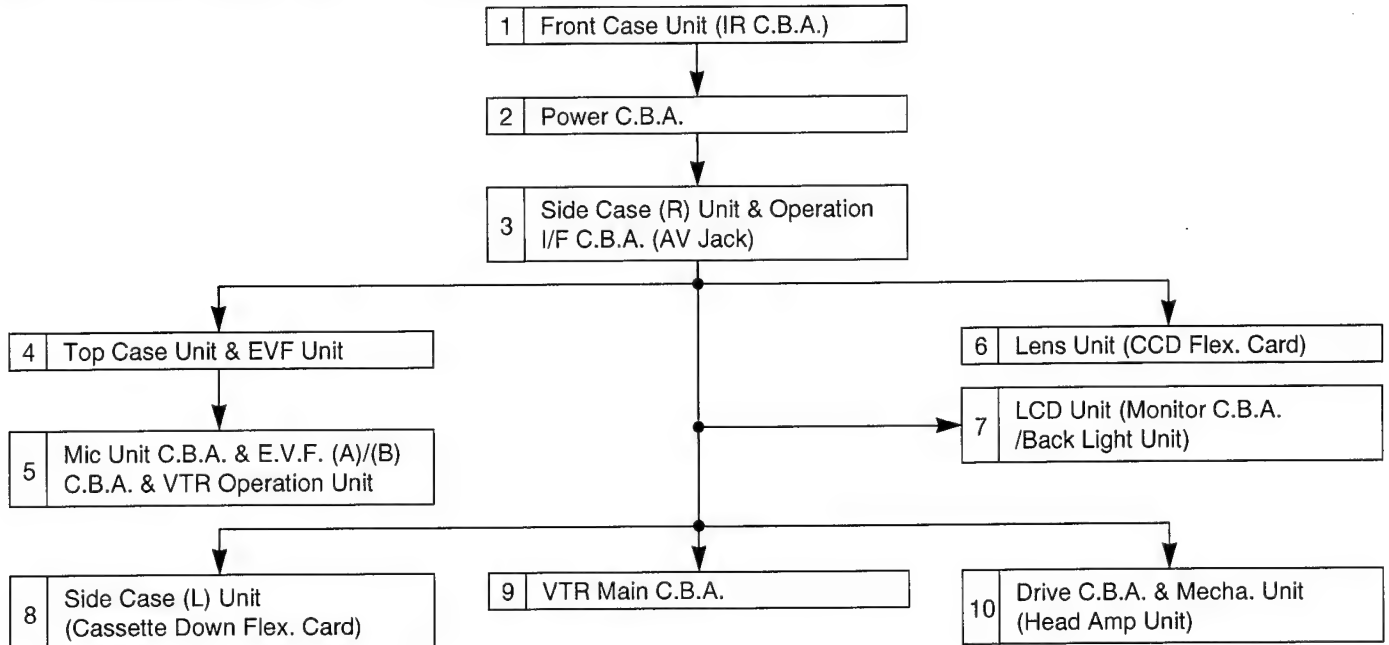 1 Front Case Unit (IR C.B.A.)
2 Power C.B.A.
3 Side Case (R) Unit & Operation
I/F C.B.A. (AV Jack)
4 Top Case Unit & EVF Unit
5 Mic Unit C.B.A. & E.V.F. (A)/(B)
C.B.A. & VTR Operation Unit
6 Lens Unit (CCD Flex. Card)
7 LCD Unit (Monitor C.B.A.
/Back Light Unit)
8 Side Case (L) Unit
(Cassette Down Flex. Card)
9 VTR Main C.B.A.
10 Drive C.B.A. & Mecha. Unit
(Head Amp Unit)